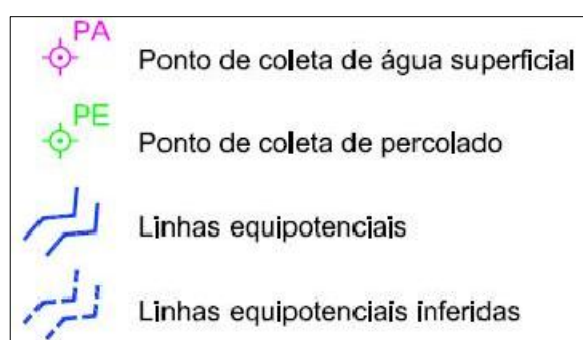 PA
Ponto de coleta de água superficial
PE
Ponto de coleta de percolado
Linhas equipotenciais
Linhas equipotenciais inferidas